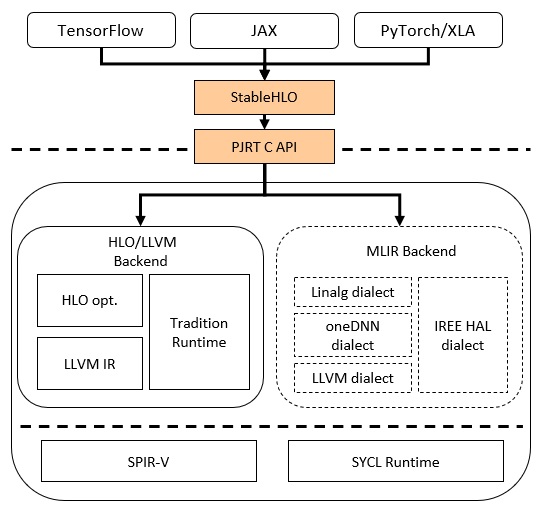 TensorFlow
JAX
PyTorch/XLA
StableHLO
PJRT C API
HLO/LLVM
Backend
HLO opt.
LLVM IR
Tradition
Runtime
MLIR Backend
Linalg dialect
oneDNN
dialect
LLVM dialect
IREE HAL
dialect
SPIR-V
SYCL Runtime